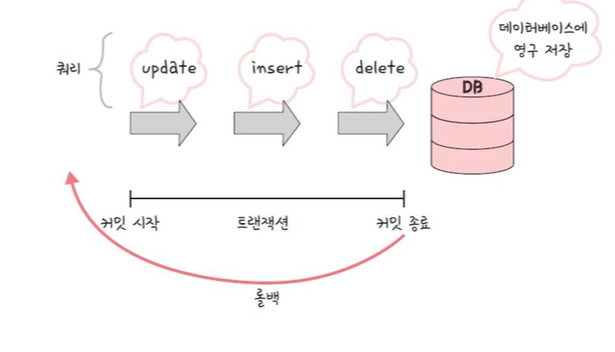 데이터베이스에
영구 저장
쿼리
update
insert
delete
DB
커밋 시작
트랜잭션
커밋 종료
롤백